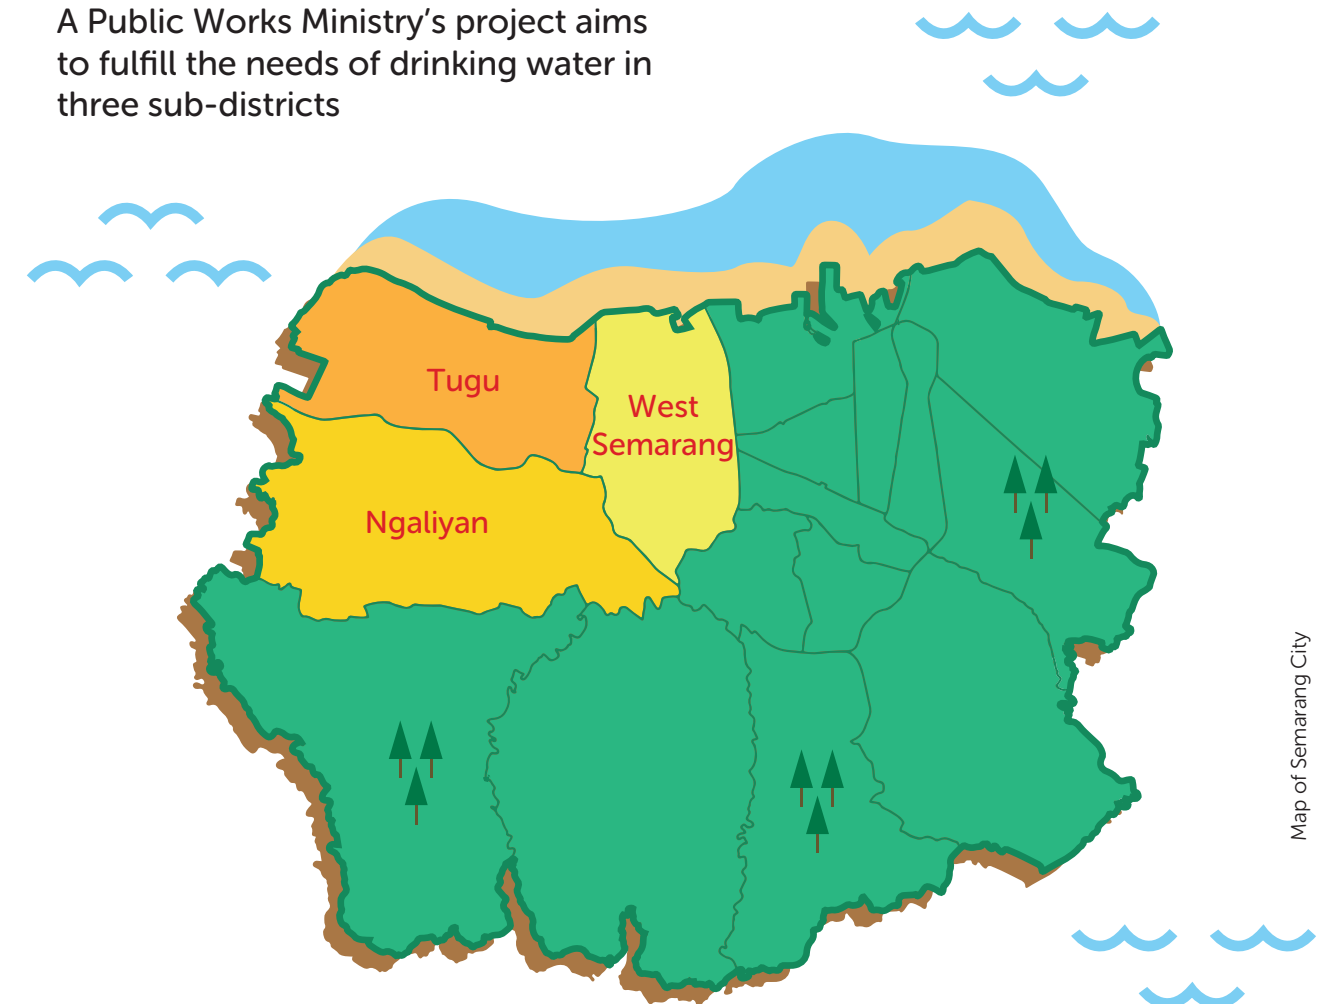 A Public Works Ministry’s project aims
to fulfill the needs of drinking water in
three sub-districts
Tugu
West
Semarang
Ngaliyan
Map of Semarang City